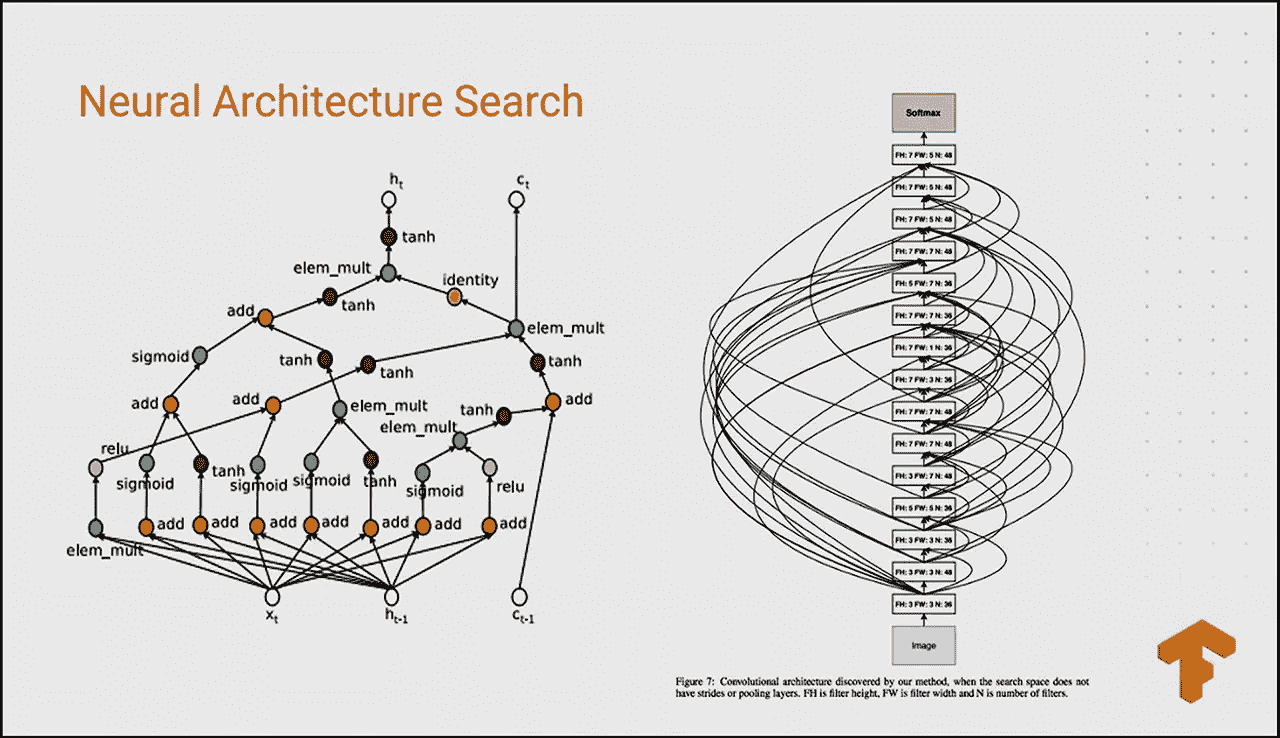 Neural Architecture Search
hₜ
cₜ
tanh
elem_mult
identity
tanh
add
elem_mult
sigmoid
tanh
tanh
tanh
add
add
elem_mult
tanh
add
elem_mult
relu
sigmoid
tanh
sigmoid
sigmoid
tanh
sigmoid
relu
add
add
add
add
add
add
add
elem_mult
xₜ
hₜ₋₁
cₜ₋₁
Softmax
FH: 7 FW: 5 N: 48
FH: 7 FW: 5 N: 48
FH: 7 FW: 5 N: 48
FH: 7 FW: 7 N: 48
FH: 5 FW: 7 N: 36
FH: 7 FW: 7 N: 36
FH: 7 FW: 1 N: 36
FH: 7 FW: 3 N: 36
FH: 7 FW: 7 N: 48
FH: 7 FW: 7 N: 48
FH: 3 FW: 7 N: 48
FH: 5 FW: 5 N: 36
FH: 3 FW: 3 N: 36
FH: 3 FW: 3 N: 48
FH: 3 FW: 3 N: 36
Image
Figure 7: Convolutional architecture discovered by our method, when the search space does not
have strides or pooling layers. FH is filter height, FW is filter width and N is number of filters.